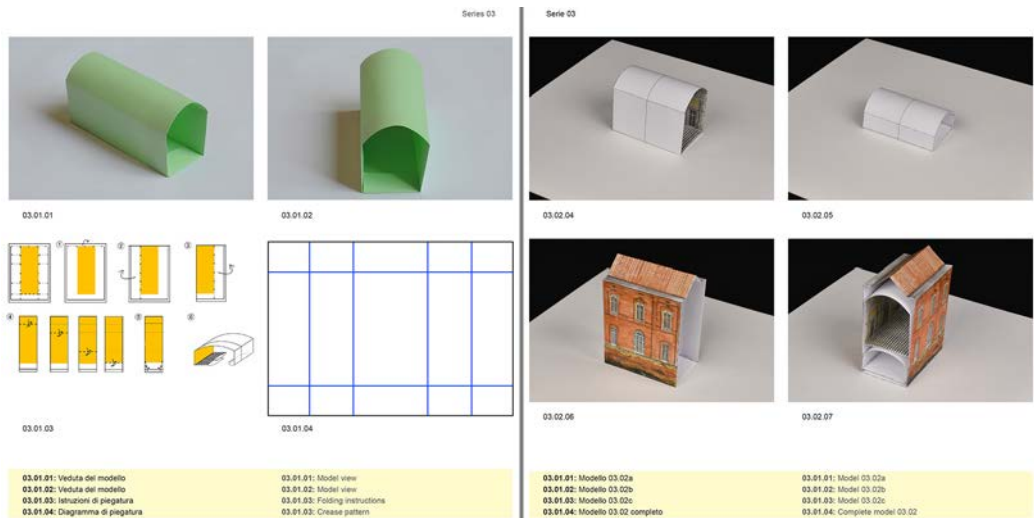 Series 03
03.01.01
03.01.02
1
2
3
4
5
6
03.01.03
03.01.04
03.01.01: Veduta del modello
03.01.02: Veduta del modello
03.01.03: Istruzioni di piegatura
03.01.04: Diagramma di piegatura
03.01.01: Model view
03.01.02: Model view
03.01.03: Folding instructions
03.01.03: Crease pattern
Serie 03
03.02.04
03.02.05
03.02.06
03.02.07
03.01.01: Modello 03.02a
03.01.02: Modello 03.02b
03.01.03: Modello 03.02c
03.01.04: Modello 03.02 completo
03.01.01: Model 03.02a
03.01.02: Model 03.02b
03.01.03: Model 03.02c
03.01.04: Complete model 03.02